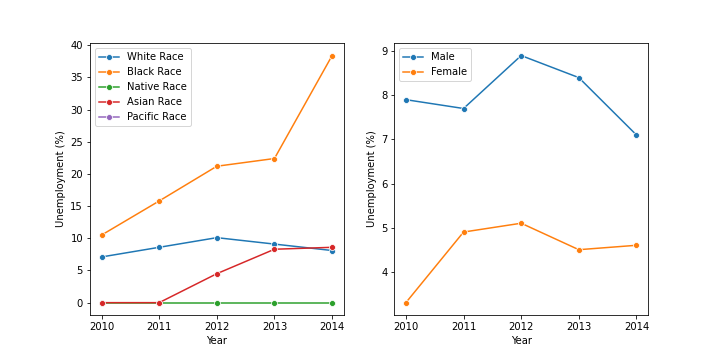 40
35
30
25
20
15
10
5
0
Unemployment (%)
White Race
Black Race
Native Race
Asian Race
Pacific Race
2010 2011 2012 2013 2014
Year
9
8
7
6
5
4
Unemployment (%)
Male
Female
2010 2011 2012 2013 2014
Year